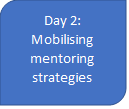 Day 2:
Mobilising
mentoring
strategies